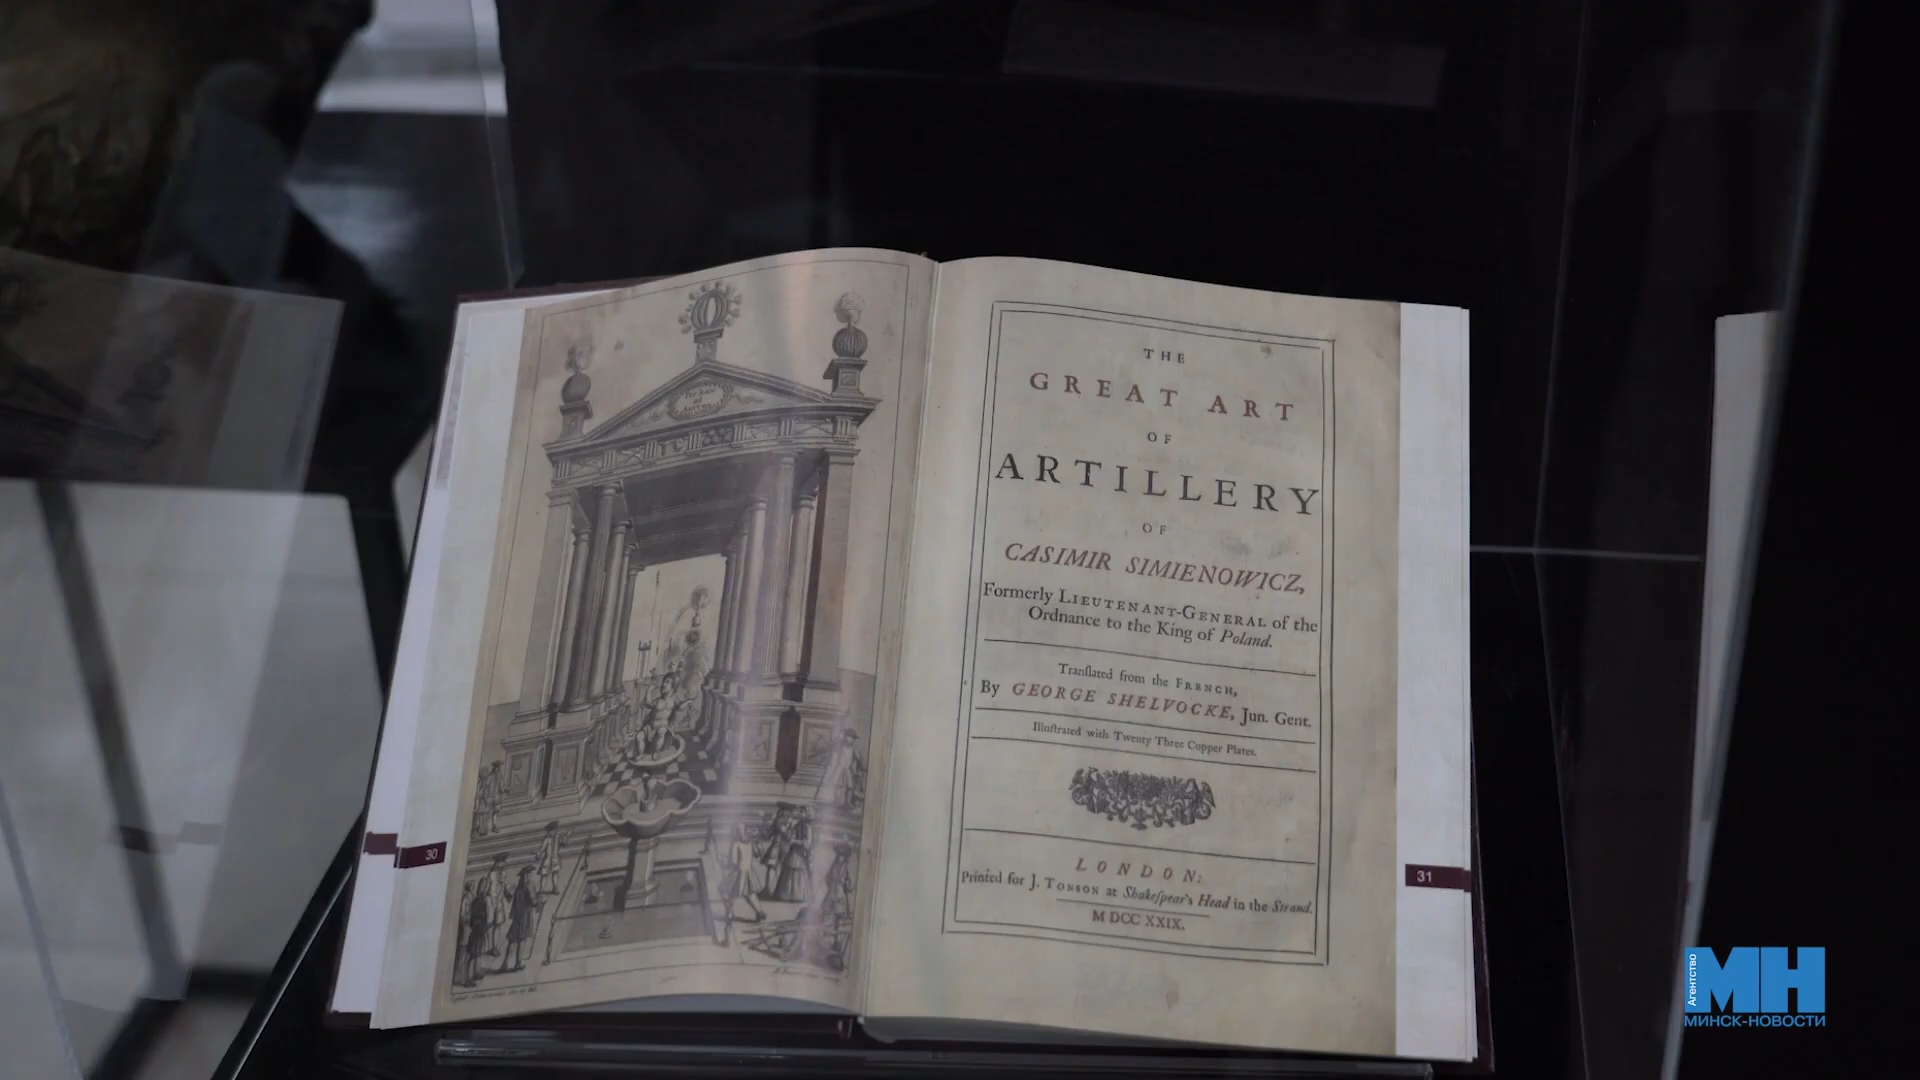 THE
GREAT ART
OF
ARTILLERY
OF
CASIMIR SIMIENOWICZ,
Formerly LIEUTENANT-GENERAL of the
Ordnance to the King of Poland.
Tranſlated from the FRENCH,
By GEORGE SHELVOCKE, Jun. Gent.
Illuſtrated with Twenty Three Copper Plates.
LONDON:
Printed for J. TONSON at Shakeſpear's Head in the Strand.
M DCC XXIX.
30
31
Агентство
МН
МИНСК-НОВОСТИ